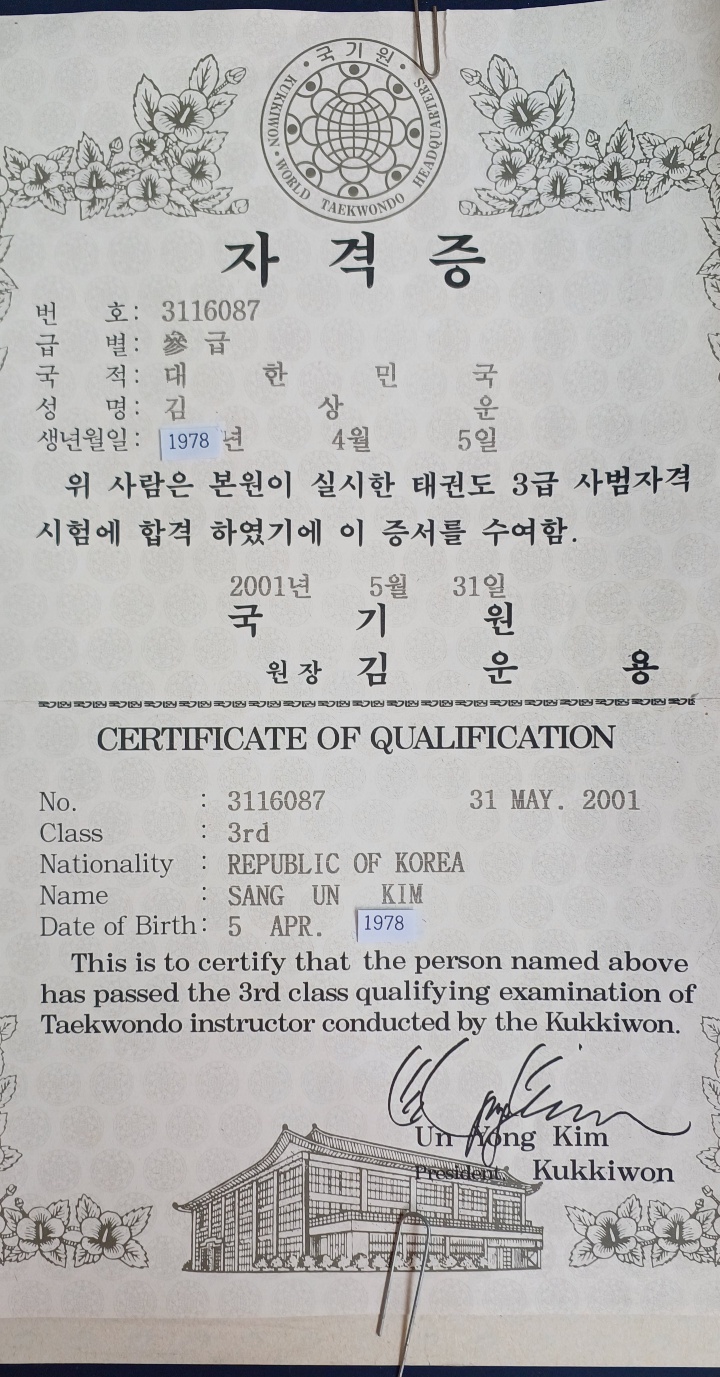 국기원
KUKKIWON • WORLD TAEKWONDO HEADQUARTERS
자격증
번 호: 3116087
급 별: 參급
국 적: 대 한 민 국
성 명: 김 상 운
생년월일: 1978년 4월 5일
위 사람은 본원이 실시한 태권도 3급 사범자격
시험에 합격 하였기에 이 증서를 수여함.
2001년 5월 31일
국 기 원
원장 김 운 용
CERTIFICATE OF QUALIFICATION
No. : 3116087 31 MAY. 2001
Class : 3rd
Nationality : REPUBLIC OF KOREA
Name : SANG UN KIM
Date of Birth: 5 APR. 1978
This is to certify that the person named above
has passed the 3rd class qualifying examination of
Taekwondo instructor conducted by the Kukkiwon.
Un Yong Kim
President, Kukkiwon